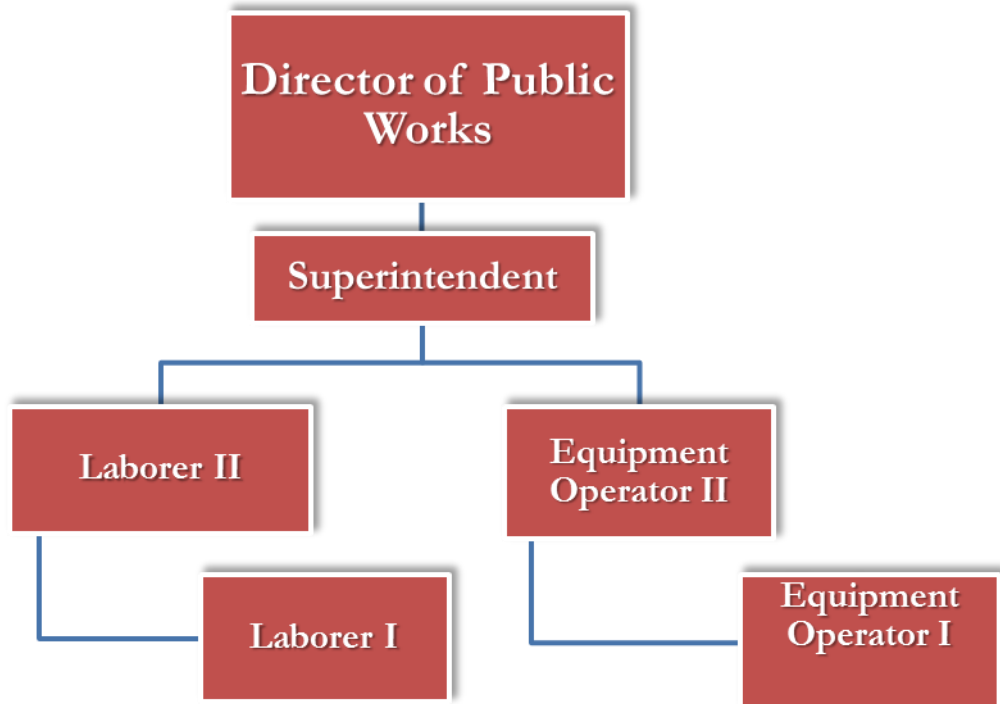 Director of Public
Works
Superintendent
Laborer II
Equipment
Operator II
Laborer I
Equipment
Operator I